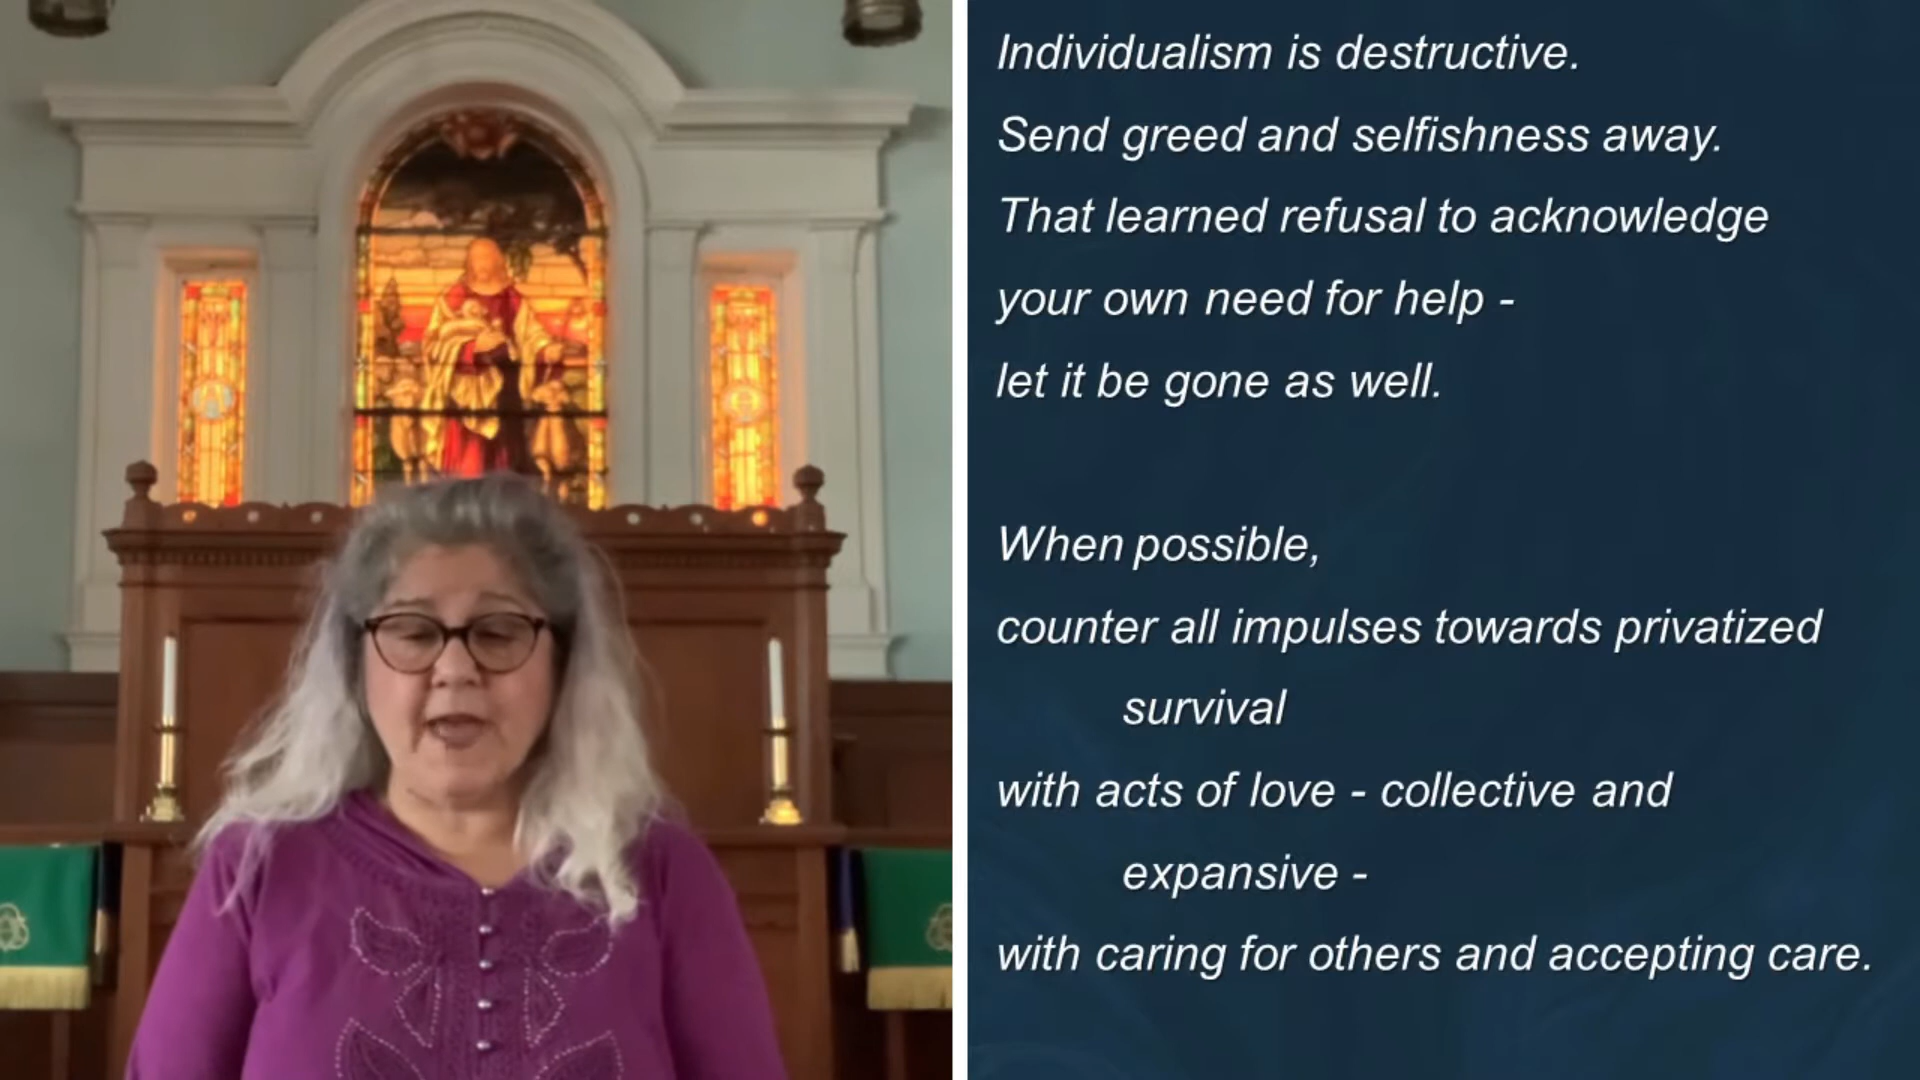 Individualism is destructive.
Send greed and selfishness away.
That learned refusal to acknowledge
your own need for help -
let it be gone as well.
When possible,
counter all impulses towards privatized
survival
with acts of love - collective and
expansive -
with caring for others and accepting care.